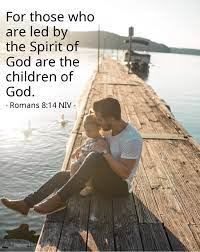 For those who
are led by
the Spirit of
God are the
children of
God.
- Romans 8:14 NIV -